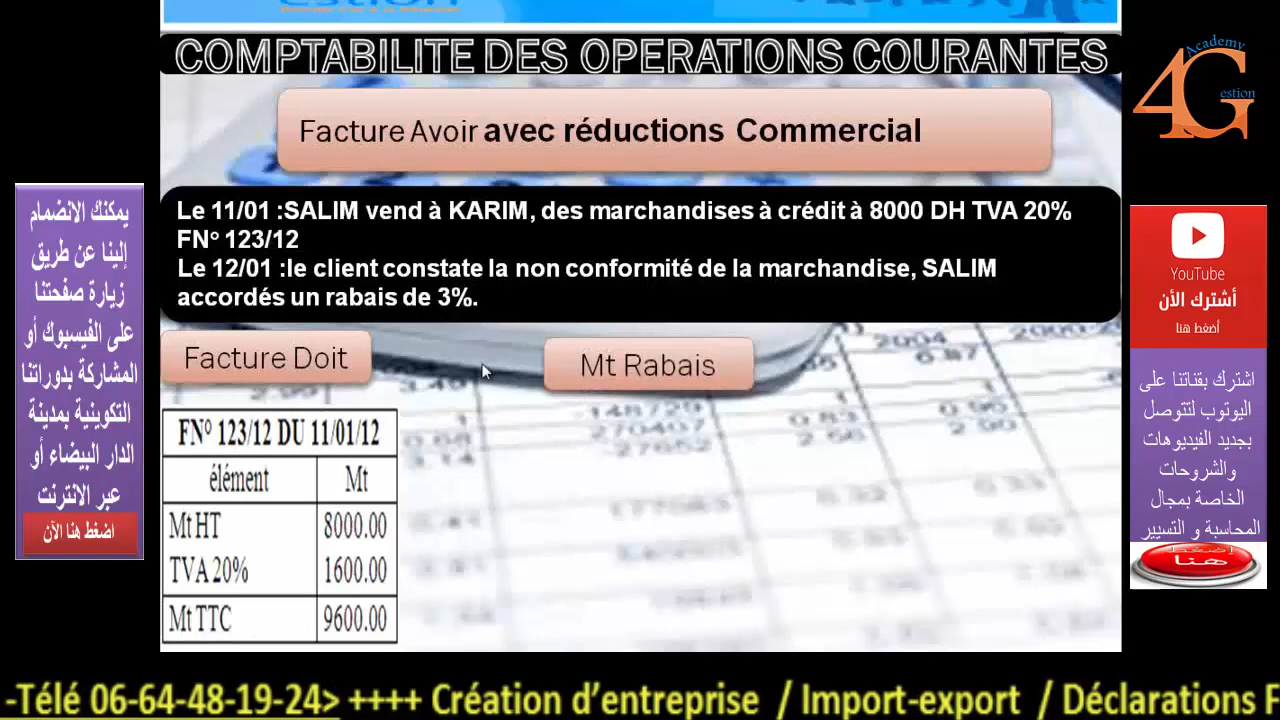 COMPTABILITE DES OPERATIONS COURANTES
Academy
4G
estion
Facture Avoir avec réductions Commercial
Le 11/01 :SALIM vend à KARIM, des marchandises à crédit à 8000 DH TVA 20%
FN° 123/12
Le 12/01 :le client constate la non conformité de la marchandise, SALIM
accordés un rabais de 3%.
Facture Doit
Mt Rabais
FN° 123/12 DU 11/01/12
élément Mt
Mt HT 8000.00
TVA 20% 1600.00
Mt TTC 9600.00
يمكنك الانضمام
إلينا عن طريق
زيارة صفحتنا
على الفيسبوك أو
المشاركة بدوراتنا
التكوينية بمدينة
الدار البيضاء أو
عبر الانترنت
اضغط هنا الآن
YouTube
أشترك الأن
أضغط هنا
اشترك بقناتنا على
اليوتوب لتتوصل
بجديد الفيديوهات
والشروحات
الخاصة بمجال
المحاسبة و التسيير
إضغط
هنا
-Télé 06-64-48-19-24> ++++ Création d’entreprise / Import-export / Déclarations F